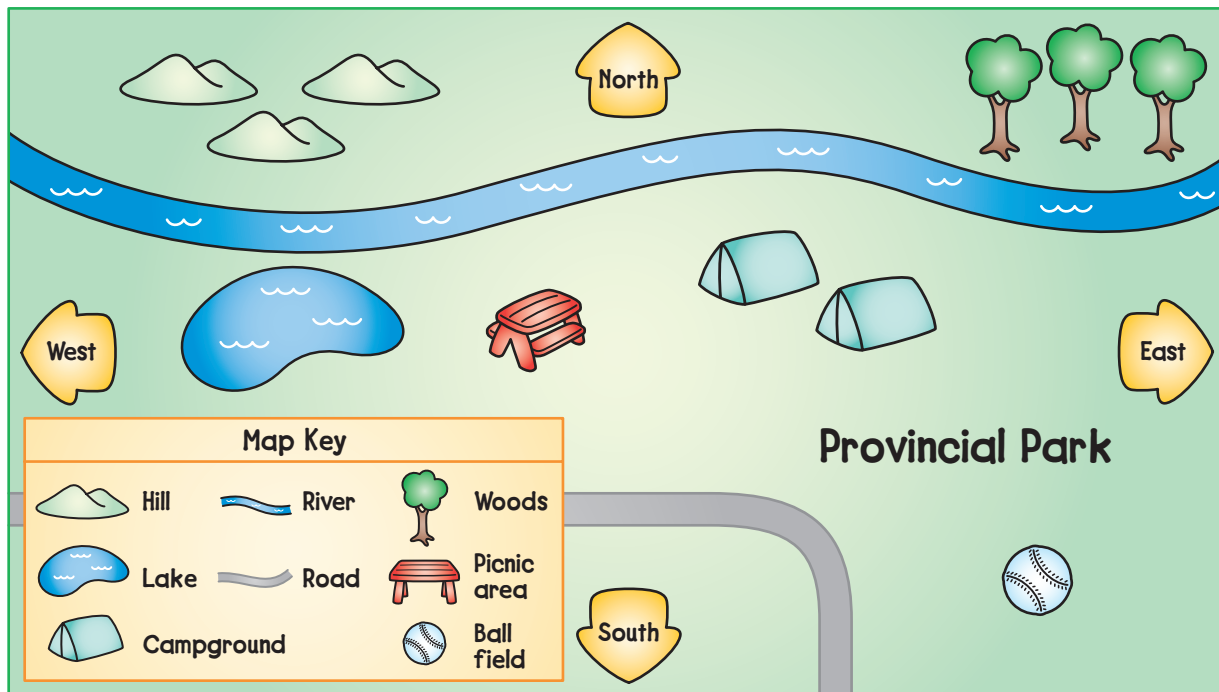 North
West
East
Provincial Park
Map Key
Hill
River
Woods
Lake
Road
Picnic
area
Campground
Ball
field
South